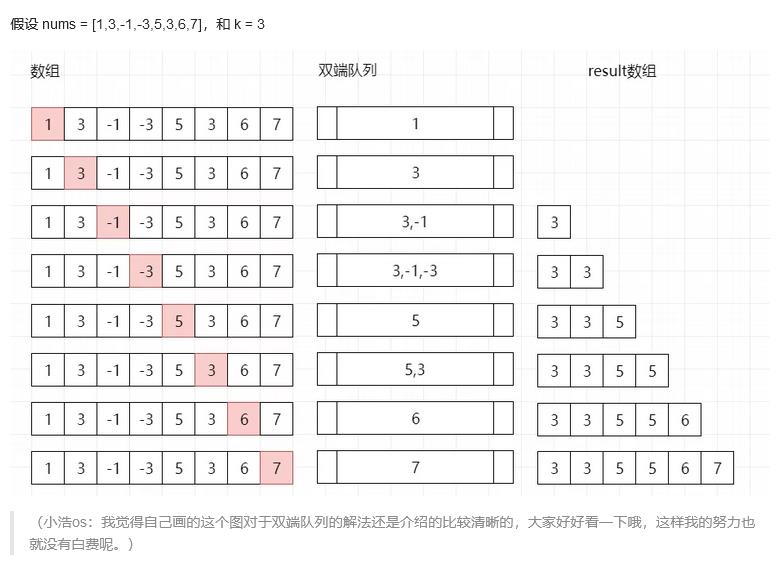 假设 nums = [1,3,-1,-3,5,3,6,7]，和 k = 3
数组 双端队列 result数组
1 3 -1 -3 5 3 6 7 1
1 3 -1 -3 5 3 6 7 3
1 3 -1 -3 5 3 6 7 3,-1 3
1 3 -1 -3 5 3 6 7 3,-1,-3 3 3
1 3 -1 -3 5 3 6 7 5 3 3 5
1 3 -1 -3 5 3 6 7 5,3 3 3 5 5
1 3 -1 -3 5 3 6 7 6 3 3 5 5 6
1 3 -1 -3 5 3 6 7 7 3 3 5 5 6 7
（小浩os：我觉得自己画的这个图对于双端队列的解法还是介绍的比较清晰的，大家好好看一下哦，这样我的努力也
就没有白费呢。）